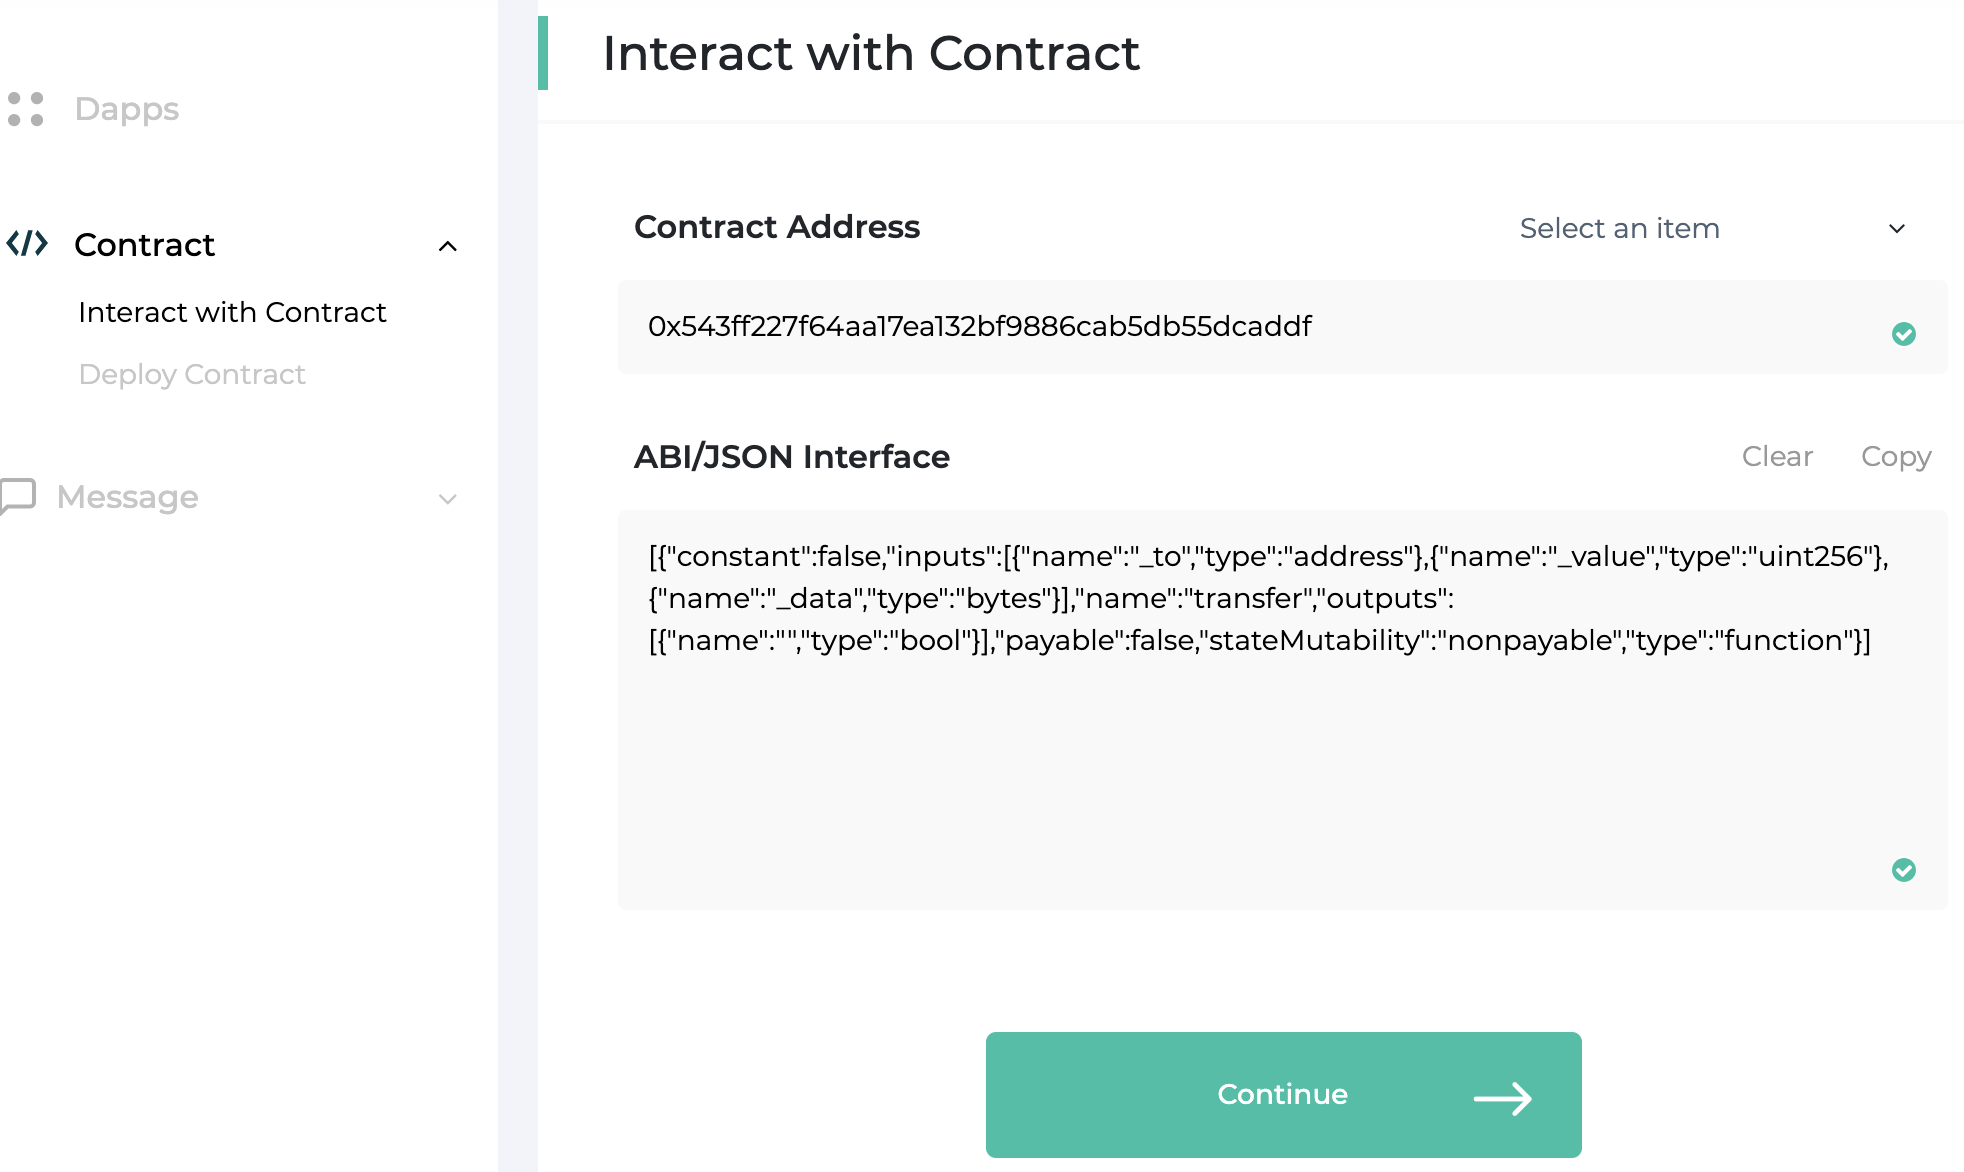 Dapps
Contract
Interact with Contract
Deploy Contract
Message
Interact with Contract
Contract Address
Select an item
0x543ff227f64aa17ea132bf9886cab5db55dcaddf
ABI/JSON Interface
Clear
Copy
[{"constant":false,"inputs":[{"name":"_to","type":"address"},{"name":"_value","type":"uint256"},
{"name":"_data","type":"bytes"}],"name":"transfer","outputs":
[{"name":"","type":"bool"}],"payable":false,"stateMutability":"nonpayable","type":"function"}]
Continue